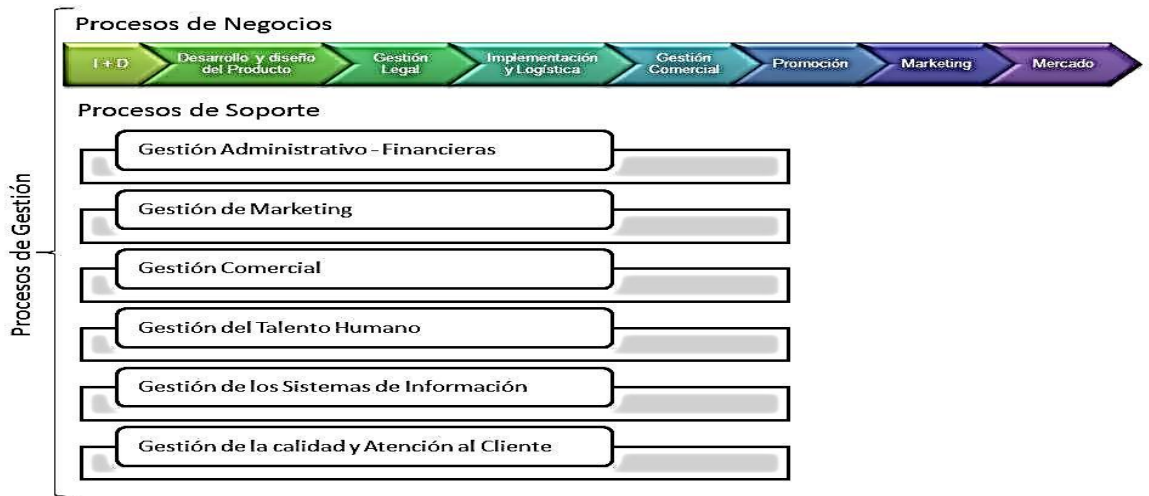 Procesos de Gestión
Procesos de Negocios
I + D
Desarrollo y diseño
del Producto
Gestión
Legal
Implementación
y Logística
Gestión
Comercial
Promoción
Marketing
Mercado
Procesos de Soporte
Gestión Administrativo - Financieras
Gestión de Marketing
Gestión Comercial
Gestión del Talento Humano
Gestión de los Sistemas de Información
Gestión de la calidad y Atención al Cliente